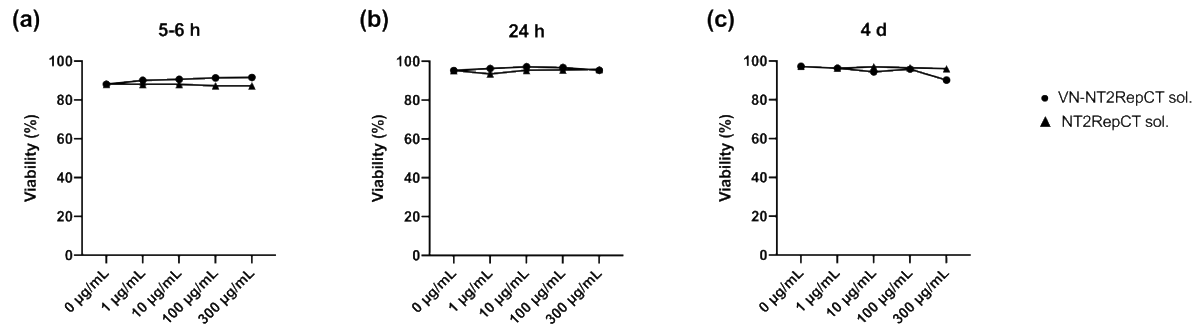 (a)
5-6 h
Viability (%)
100
80
60
40
20
0
0 µg/mL
1 µg/mL
10 µg/mL
100 µg/mL
300 µg/mL
(b)
24 h
Viability (%)
100
80
60
40
20
0
0 µg/mL
1 µg/mL
10 µg/mL
100 µg/mL
300 µg/mL
(c)
4 d
Viability (%)
100
80
60
40
20
0
0 µg/mL
1 µg/mL
10 µg/mL
100 µg/mL
300 µg/mL
VN-NT2RepCT sol.
NT2RepCT sol.